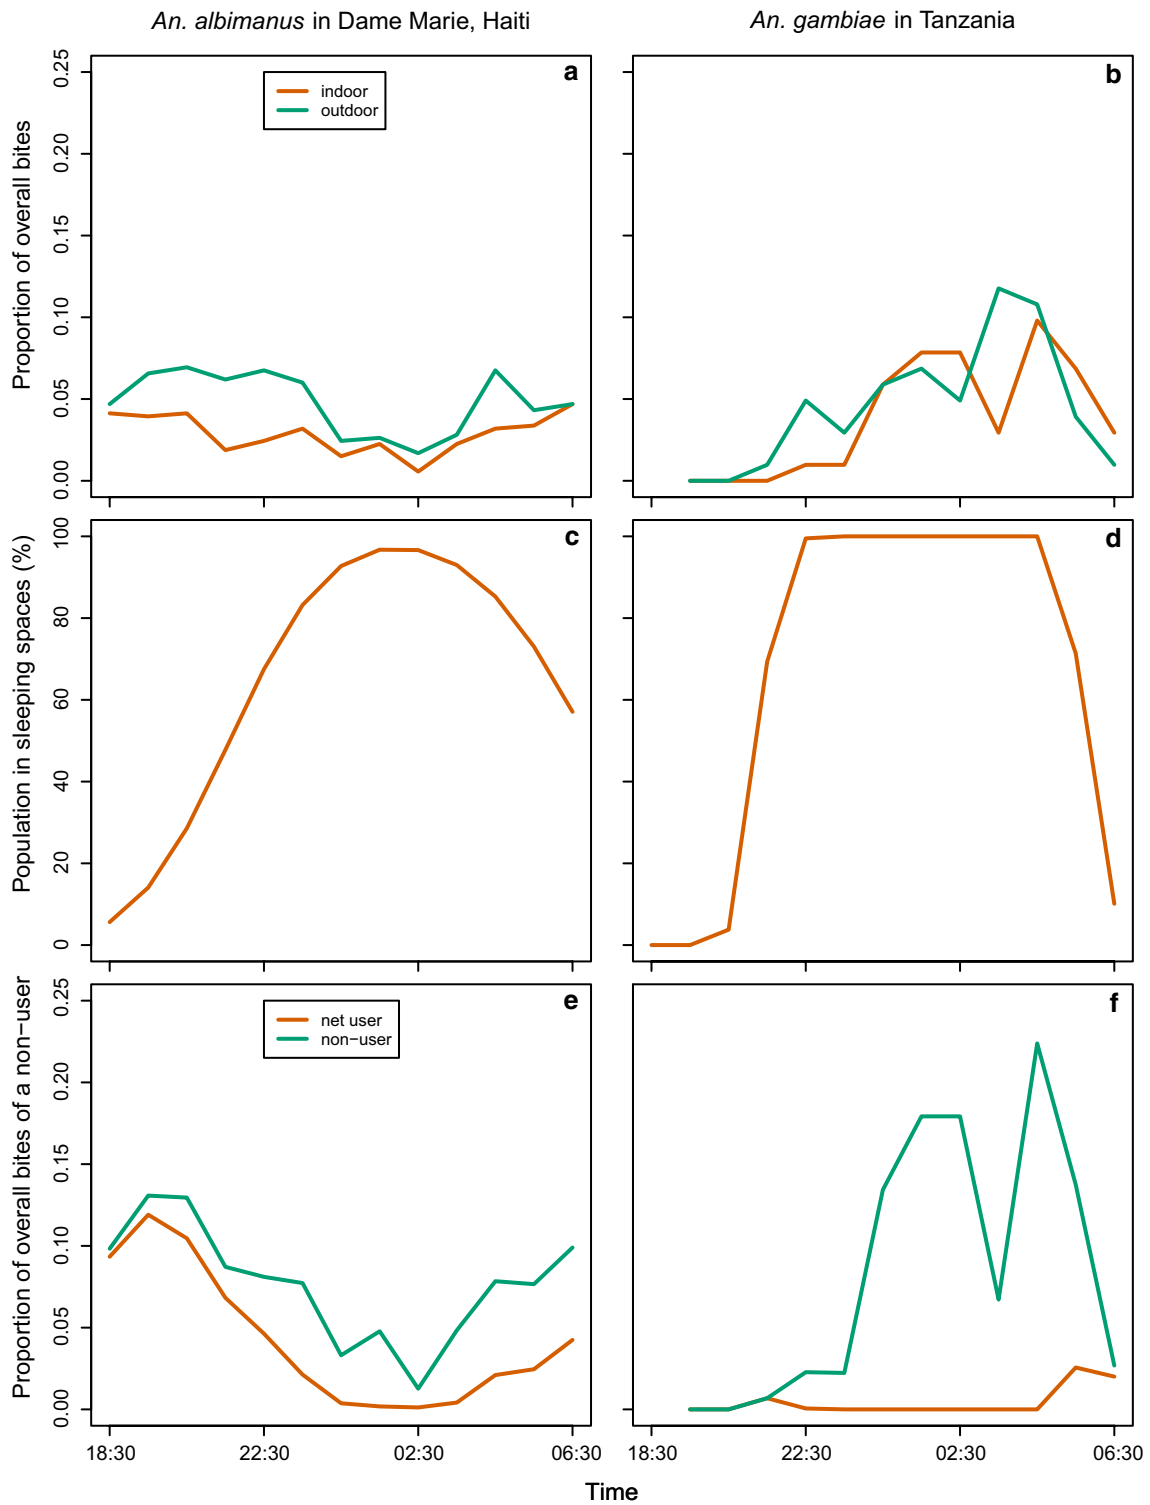 An. albimanus in Dame Marie, Haiti
An. gambiae in Tanzania
Proportion of overall bites
0.25
0.20
0.15
0.10
0.05
0.00
a
indoor
outdoor
b
Population in sleeping spaces (%)
100
80
60
40
20
0
c
d
Proportion of overall bites of a non−user
0.25
0.20
0.15
0.10
0.05
0.00
e
net user
non−user
f
18:30 22:30 02:30 06:30
18:30 22:30 02:30 06:30
Time